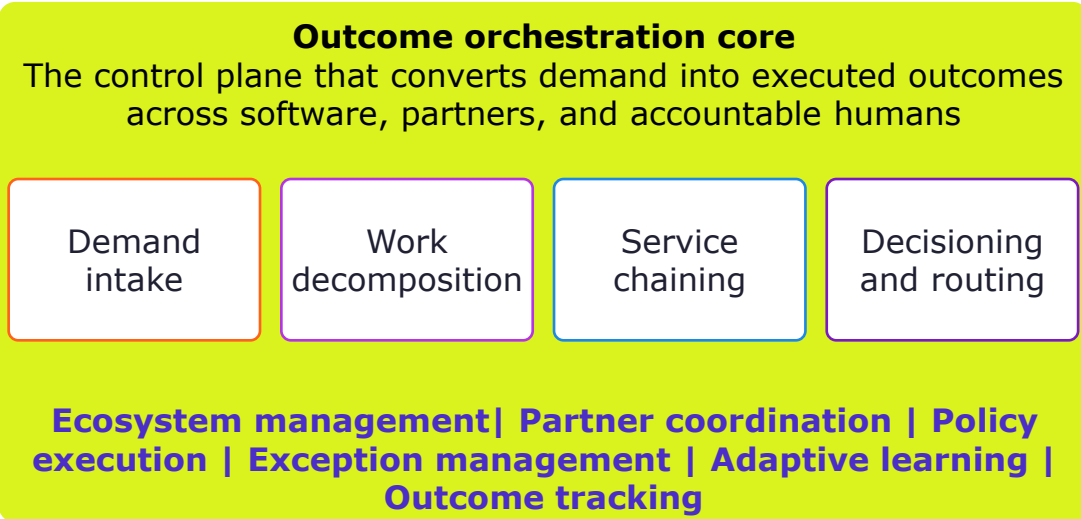 Outcome orchestration core
The control plane that converts demand into executed outcomes
across software, partners, and accountable humans
Demand
intake
Work
decomposition
Service
chaining
Decisioning
and routing
Ecosystem management| Partner coordination | Policy
execution | Exception management | Adaptive learning |
Outcome tracking